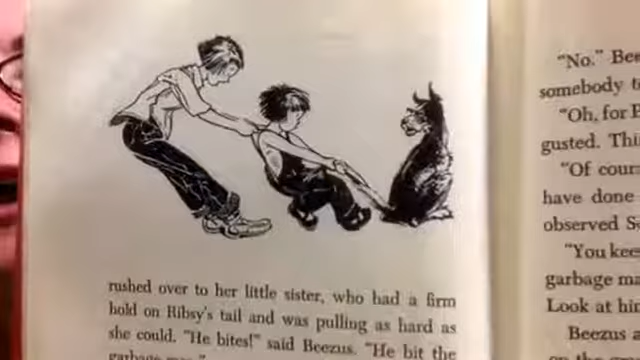 rushed over to her little sister, who had a firm
hold on Ribsy's tail and was pulling as hard as
she could. "He bites!" said Beezus. "He bit the
garbage
"No." Bee
somebody t
"Oh, for
gusted. Thi
"Of cour
have done
observed S
"You kee
garbage ma
Look at hi
Beezus a